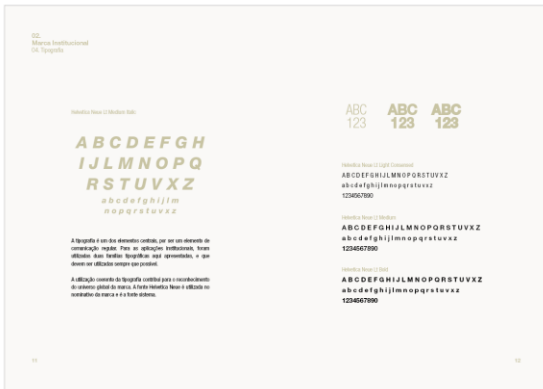 02.
Marca Institucional
04. Tipografia
Helvetica Neue Lt Medium Italic
ABCDEFGH
IJLMNOPQ
RSTUVXZ
abcdefghijlm
nopqrstuvxz
A tipografia é um dos elementos centrais, por ser um elemento de
comunicação regular. Para as aplicações institucionais, foram
utilizadas duas famílias tipográficas aqui apresentadas, e que
devem ser utilizadas sempre que possível.
A utilização coerente da tipografia contribui para o reconhecimento
do universo global da marca. A fonte Helvetica Neue é utilizada no
nominativo da marca e é a fonte sistema.
ABC
123
ABC
123
ABC
123
Helvetica Neue Lt Light Condensed
ABCDEFGHIJLMNOPQRSTUVXZ
abcdefghijlmnopqrstuvxz
1234567890
Helvetica Neue Lt Medium
ABCDEFGHIJLMNOPQRSTUVXZ
abcdefghijlmnopqrstuvxz
1234567890
Helvetica Neue Lt Bold
ABCDEFGHIJLMNOPQRSTUVXZ
abcdefghijlmnopqrstuvxz
1234567890